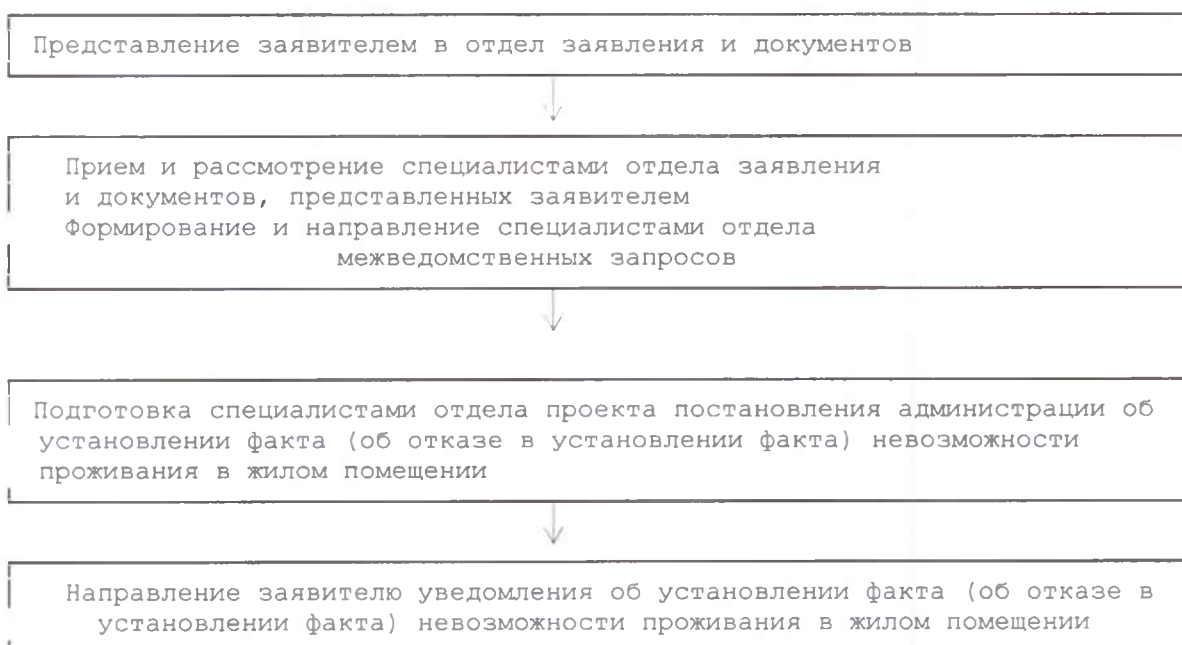 Представление заявителем в отдел заявления и документов
Прием и рассмотрение специалистами отдела заявления
и документов, представленных заявителем
Формирование и направление специалистами отдела
межведомственных запросов
Подготовка специалистами отдела проекта постановления администрации об
установлении факта (об отказе в установлении факта) невозможности
проживания в жилом помещении
Направление заявителю уведомления об установлении факта (об отказе в
установлении факта) невозможности проживания в жилом помещении